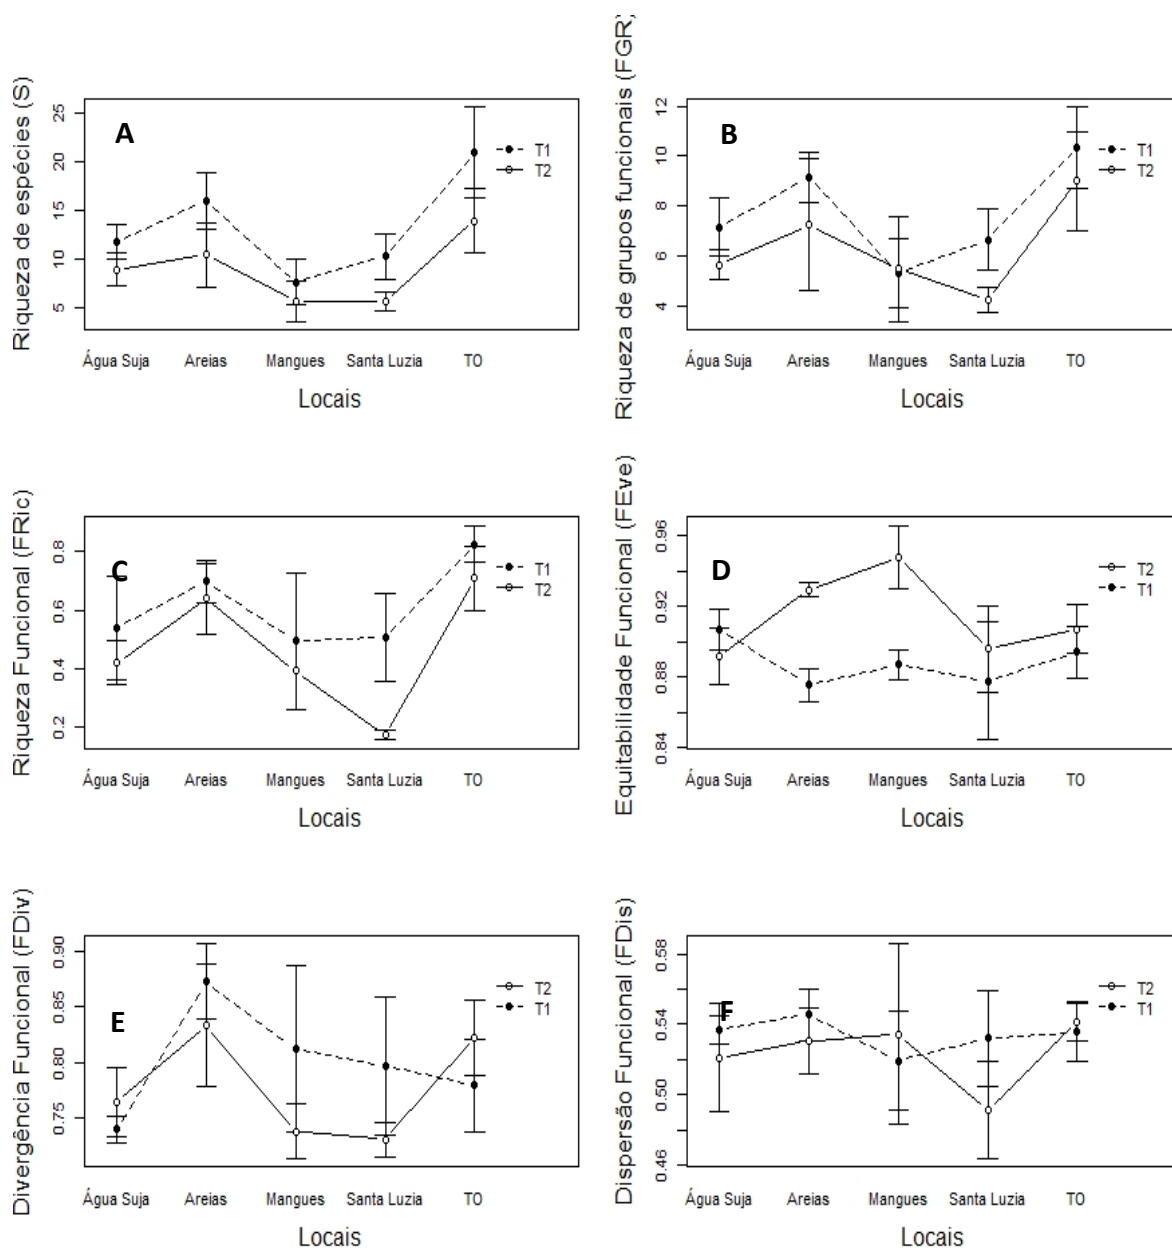 Riqueza de espécies (S)
25
20
15
10
5
A
T1
T2
Água Suja Areias Mangues Santa Luzia TO
Locais
Riqueza de grupos funcionais (FGR)
12
10
8
6
4
B
T1
T2
Água Suja Areias Mangues Santa Luzia TO
Locais
Riqueza Funcional (FRic)
0.8
0.6
0.4
0.2
C
T1
T2
Água Suja Areias Mangues Santa Luzia TO
Locais
Equitabilidade Funcional (FEve)
0.96
0.92
0.88
0.84
D
T2
T1
Água Suja Areias Mangues Santa Luzia TO
Locais
Divergência Funcional (FDiv)
0.90
0.85
0.80
0.75
E
T2
T1
Água Suja Areias Mangues Santa Luzia TO
Locais
Dispersão Funcional (FDis)
0.58
0.54
0.50
0.46
F
T2
T1
Água Suja Areias Mangues Santa Luzia TO
Locais